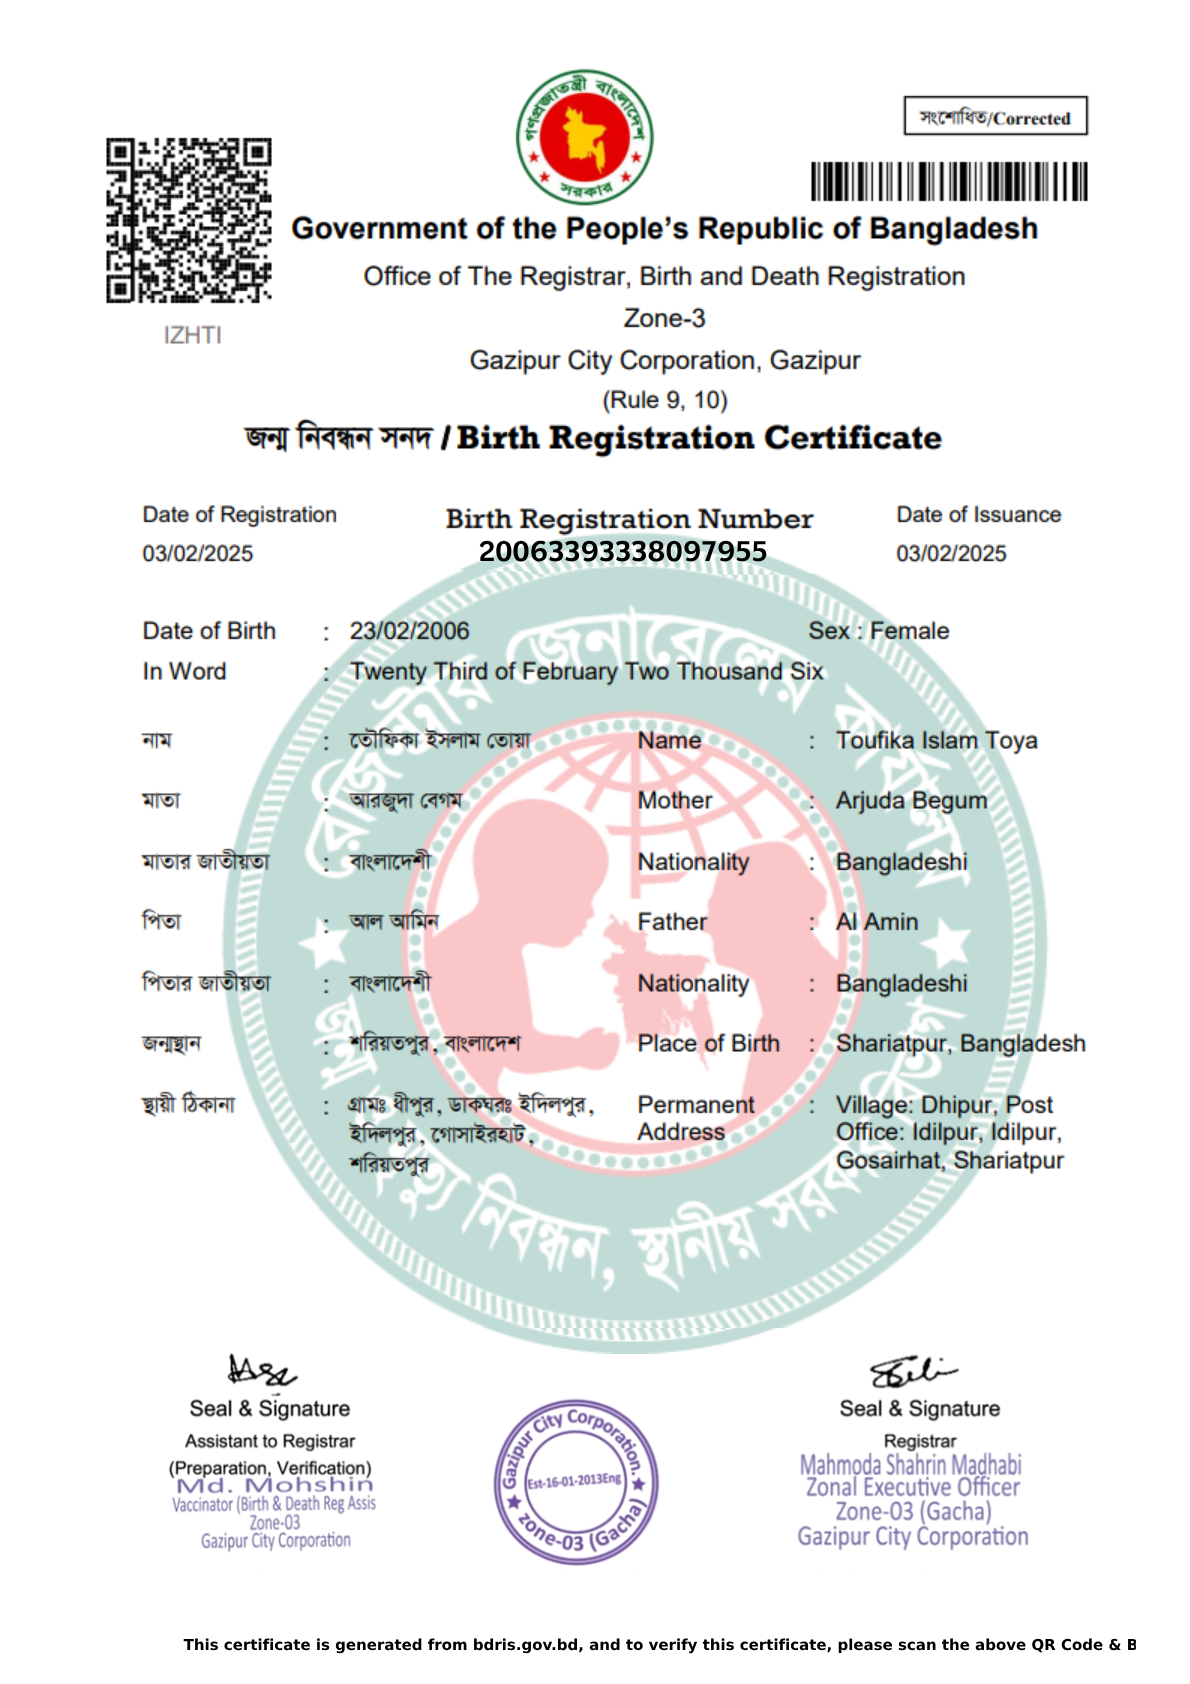 গণপ্রজাতন্ত্রী বাংলাদেশ
সরকার
সংশোধিত/Corrected
IZHTI
Government of the People's Republic of Bangladesh
Office of The Registrar, Birth and Death Registration
Zone-3
Gazipur City Corporation, Gazipur
(Rule 9, 10)
জন্ম নিবন্ধন সনদ / Birth Registration Certificate
Date of Registration Birth Registration Number Date of Issuance
03/02/2025 20063393338097955 03/02/2025
Date of Birth : 23/02/2006 Sex : Female
In Word : Twenty Third of February Two Thousand Six
নাম : তৌফিকা ইসলাম তোয়া Name : Toufika Islam Toya
মাতা : আরজুদা বেগম Mother : Arjuda Begum
মাতার জাতীয়তা : বাংলাদেশী Nationality : Bangladeshi
পিতা : আল আমিন Father : Al Amin
পিতার জাতীয়তা : বাংলাদেশী Nationality : Bangladeshi
জন্মস্থান : শরিয়তপুর, বাংলাদেশ Place of Birth : Shariatpur, Bangladesh
স্থায়ী ঠিকানা : গ্রামঃ ধীপুর, ডাকঘরঃ ইদিলপুর, Permanent : Village: Dhipur, Post
ইদিলপুর, গোসাইরহাট, Address Office: Idilpur, Idilpur,
শরিয়তপুর Gosairhat, Shariatpur
রেজিস্টার জেনারেলের কার্যালয়
জন্ম ও মৃত্যু নিবন্ধন, স্থানীয় সরকার বিভাগ
Seal & Signature Seal & Signature
Assistant to Registrar Registrar
(Preparation, Verification)
Md. Mohshin
Vaccinator (Birth & Death Reg Assis
Zone-03
Gazipur City Corporation
Gazipur City Corporation.
Est-16-01-2013Eng
zone-03 (Gacha)
Mahmoda Shahrin Madhabi
Zonal Executive Officer
Zone-03 (Gacha)
Gazipur City Corporation
This certificate is generated from bdris.gov.bd, and to verify this certificate, please scan the above QR Code & B